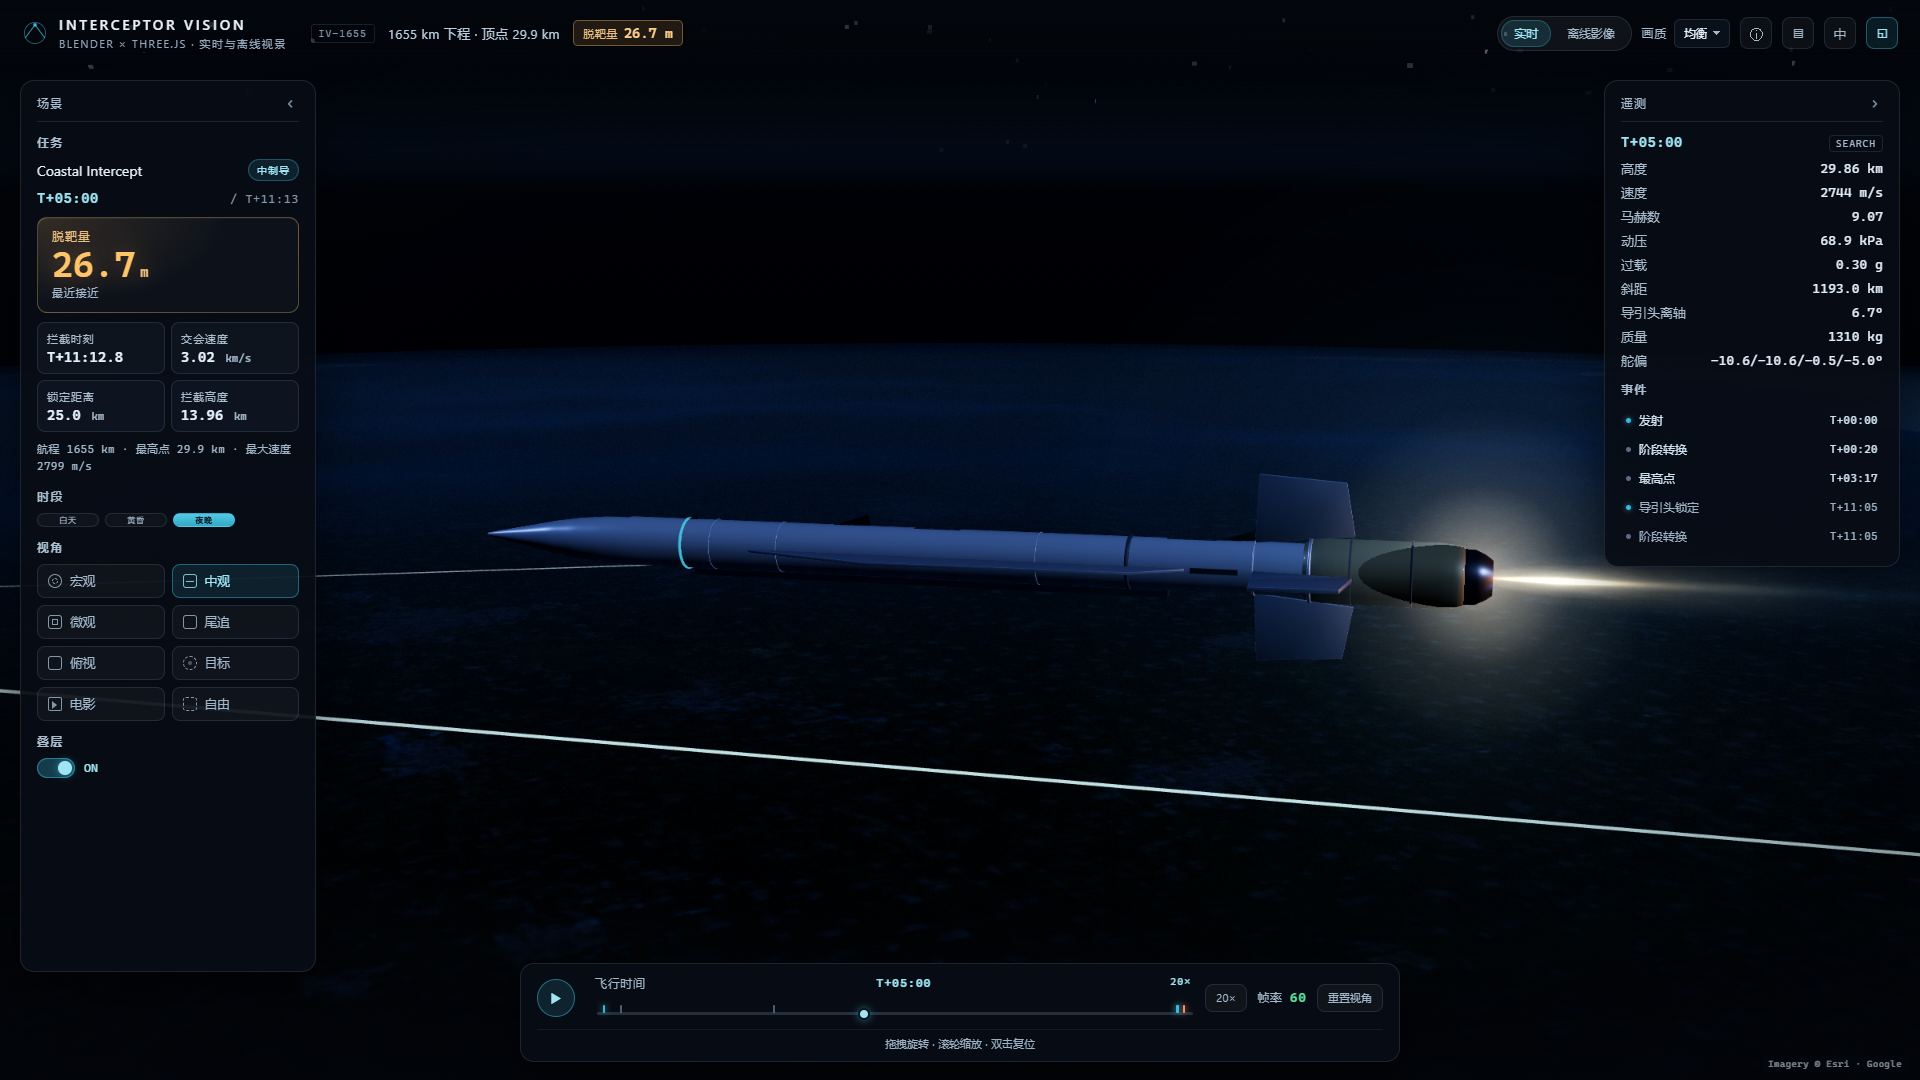 INTERCEPTOR VISION
BLENDER × THREE.JS · 实时与离线视景
IV-1655
1655 km 下程 · 顶点 29.9 km
脱靶量 26.7 m
实时
离线影像
画质
均衡
中
场景
任务
Coastal Intercept
中制导
T+05:00
/ T+11:13
脱靶量
26.7 m
最近接近
拦截时刻
T+11:12.8
交会速度
3.02 km/s
锁定距离
25.0 km
拦截高度
13.96 km
航程 1655 km · 最高点 29.9 km · 最大速度
2799 m/s
时段
白天
黄昏
夜晚
视角
宏观
中观
微观
尾追
俯视
目标
电影
自由
叠层
ON
遥测
T+05:00
SEARCH
高度 29.86 km
速度 2744 m/s
马赫数 9.07
动压 68.9 kPa
过载 0.30 g
斜距 1193.0 km
导引头离轴 6.7°
质量 1310 kg
舵偏 −10.6/−10.6/−0.5/−5.0°
事件
发射 T+00:00
阶段转换 T+00:20
最高点 T+03:17
导引头锁定 T+11:05
阶段转换 T+11:05
飞行时间
T+05:00
20×
20×
帧率 60
重置视角
拖拽旋转 · 滚轮缩放 · 双击复位
Imagery © Esri · Google